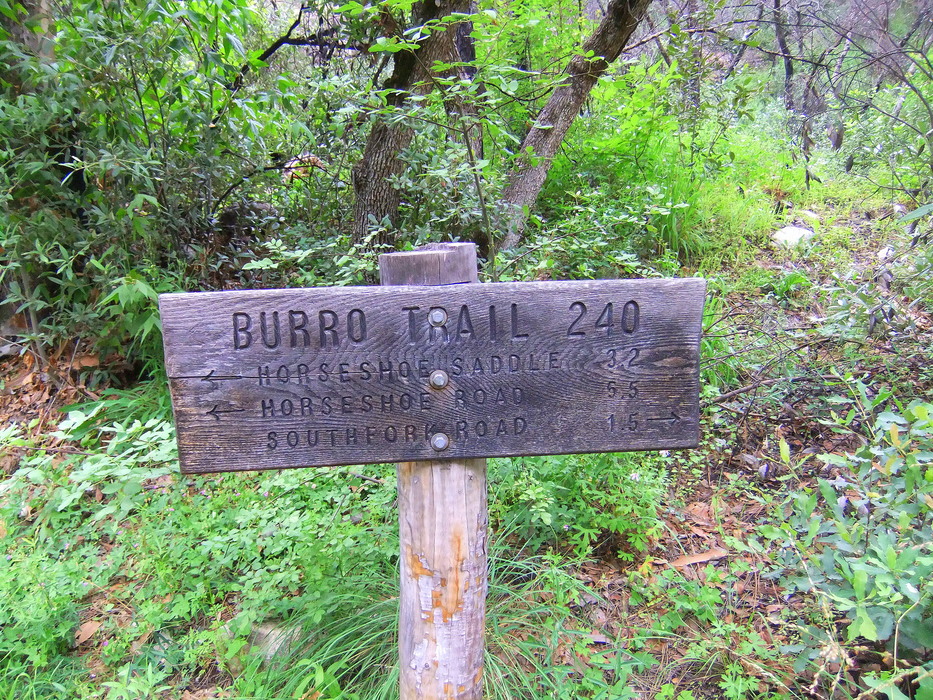 BURRO TRAIL 240
← HORSESHOE SADDLE 3.2
← HORSESHOE ROAD 5.5
SOUTHFORK ROAD 1.5 →